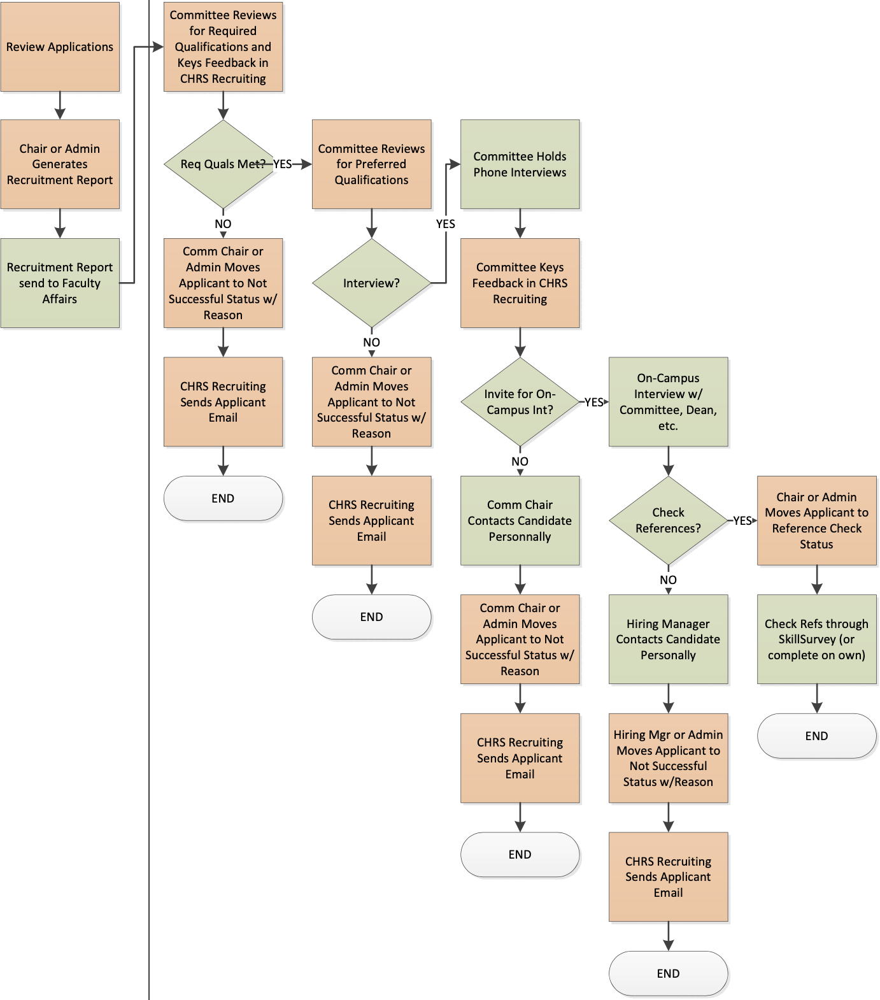 Review Applications
Chair or Admin
Generates
Recruitment Report
Recruitment Report
send to Faculty
Affairs
Committee Reviews
for Required
Qualifications and
Keys Feedback in
CHRS Recruiting
Req Quals Met?
YES
NO
Comm Chair or
Admin Moves
Applicant to Not
Successful Status w/
Reason
CHRS Recruiting
Sends Applicant
Email
END
Committee Reviews
for Preferred
Qualifications
Interview?
YES
NO
Comm Chair or
Admin Moves
Applicant to Not
Successful Status w/
Reason
CHRS Recruiting
Sends Applicant
Email
END
Committee Holds
Phone Interviews
Committee Keys
Feedback in CHRS
Recruiting
Invite for On-
Campus Int?
YES
NO
Comm Chair
Contacts Candidate
Personnally
Comm Chair or
Admin Moves
Applicant to Not
Successful Status w/
Reason
CHRS Recruiting
Sends Applicant
Email
END
On-Campus
Interview w/
Committee, Dean,
etc.
Check
References?
YES
NO
Hiring Manager
Contacts Candidate
Personally
Hiring Mgr or Admin
Moves Applicant to
Not Successful
Status w/Reason
CHRS Recruiting
Sends Applicant
Email
END
Chair or Admin
Moves Applicant to
Reference Check
Status
Check Refs through
SkillSurvey (or
complete on own)
END